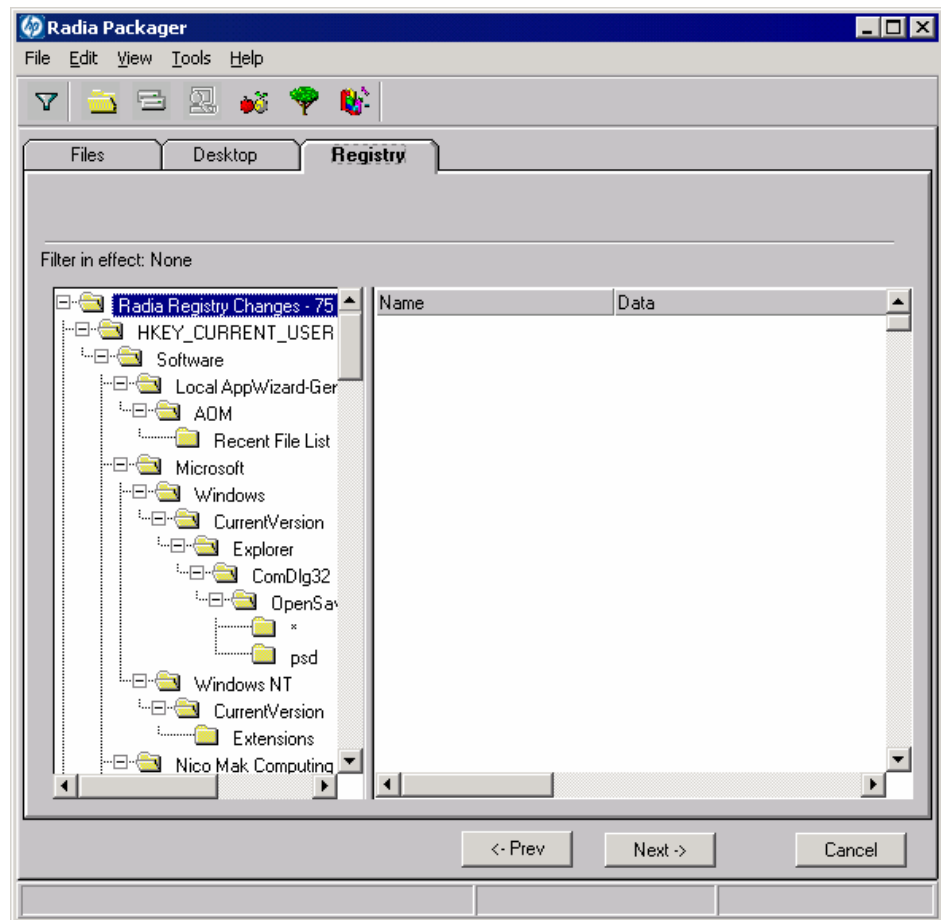 Radia Packager
File Edit View Tools Help
Files Desktop Registry
Filter in effect: None
Radia Registry Changes - 75
Name Data
HKEY_CURRENT_USER
Software
Local AppWizard-Ger
AOM
Recent File List
Microsoft
Windows
CurrentVersion
Explorer
ComDlg32
OpenSav
*
psd
Windows NT
CurrentVersion
Extensions
Nico Mak Computing
<- Prev Next -> Cancel